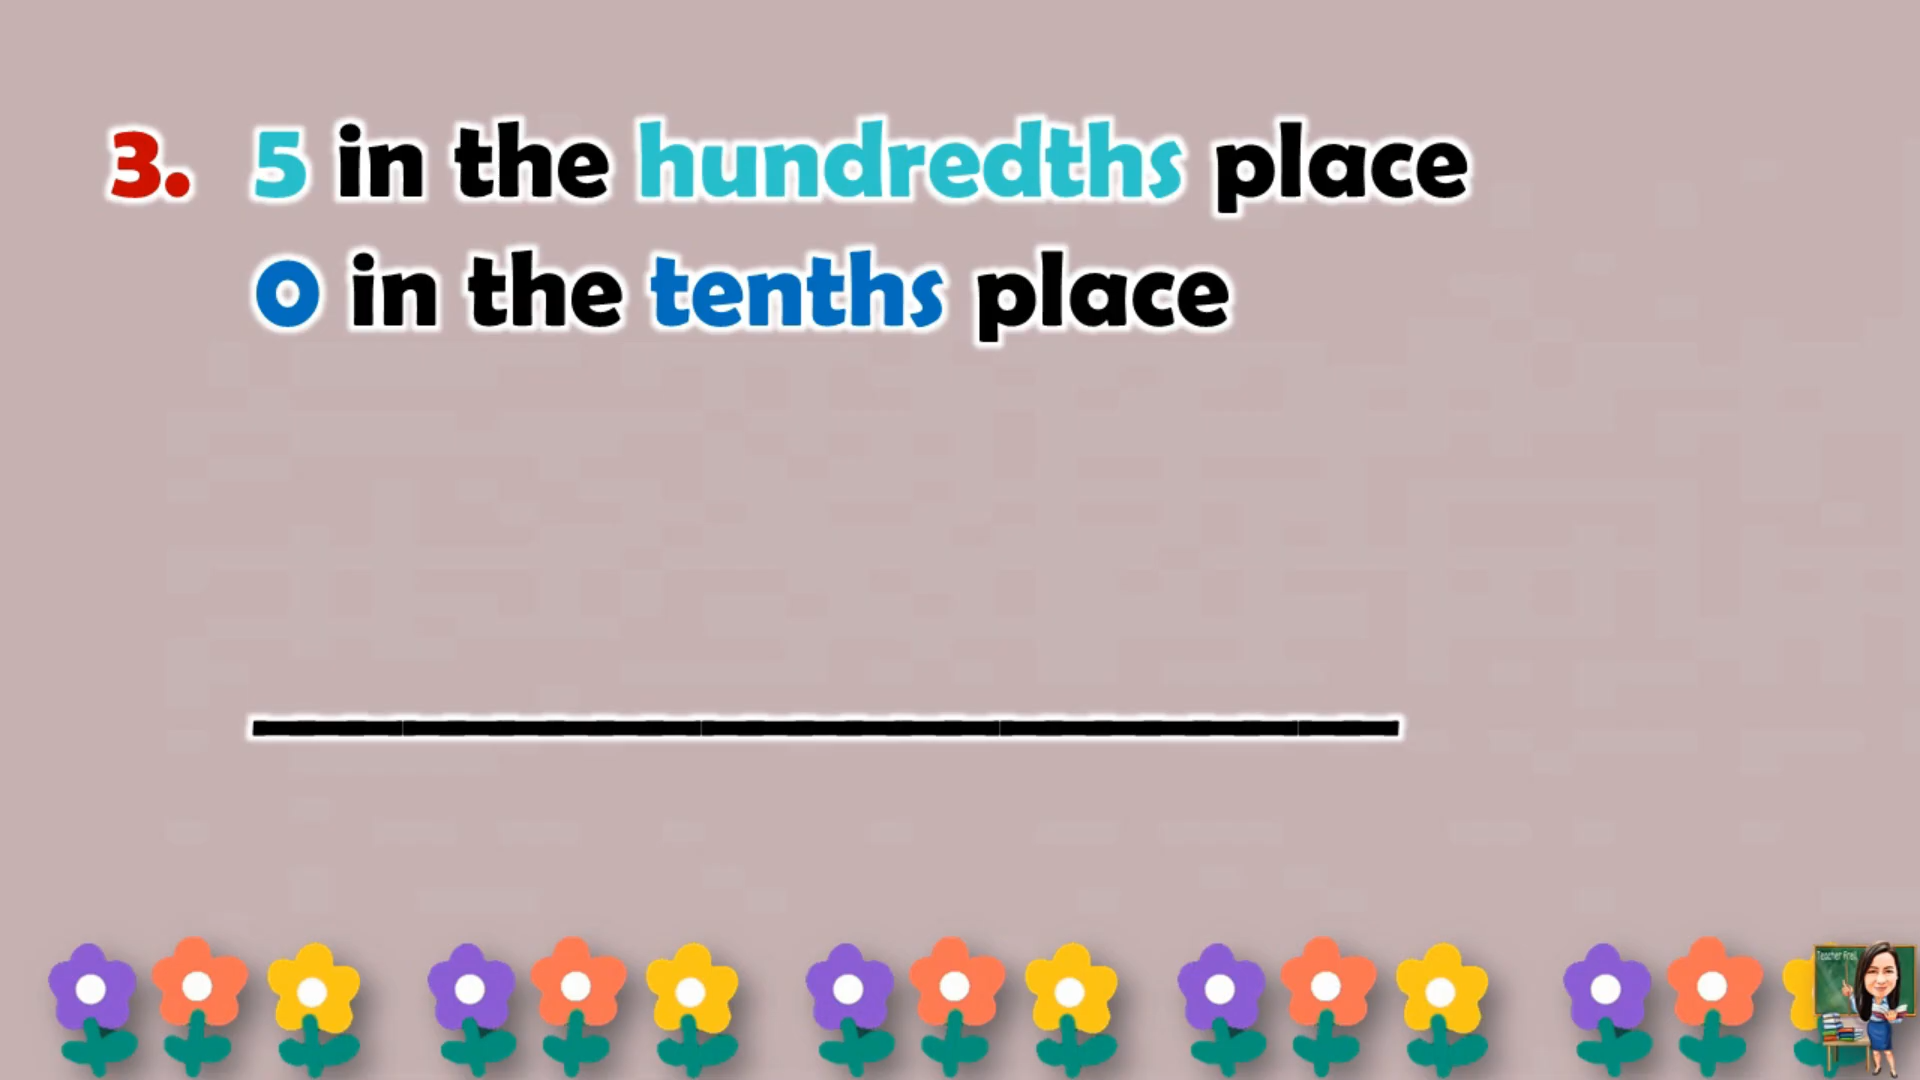 3. 5 in the hundredths place
0 in the tenths place